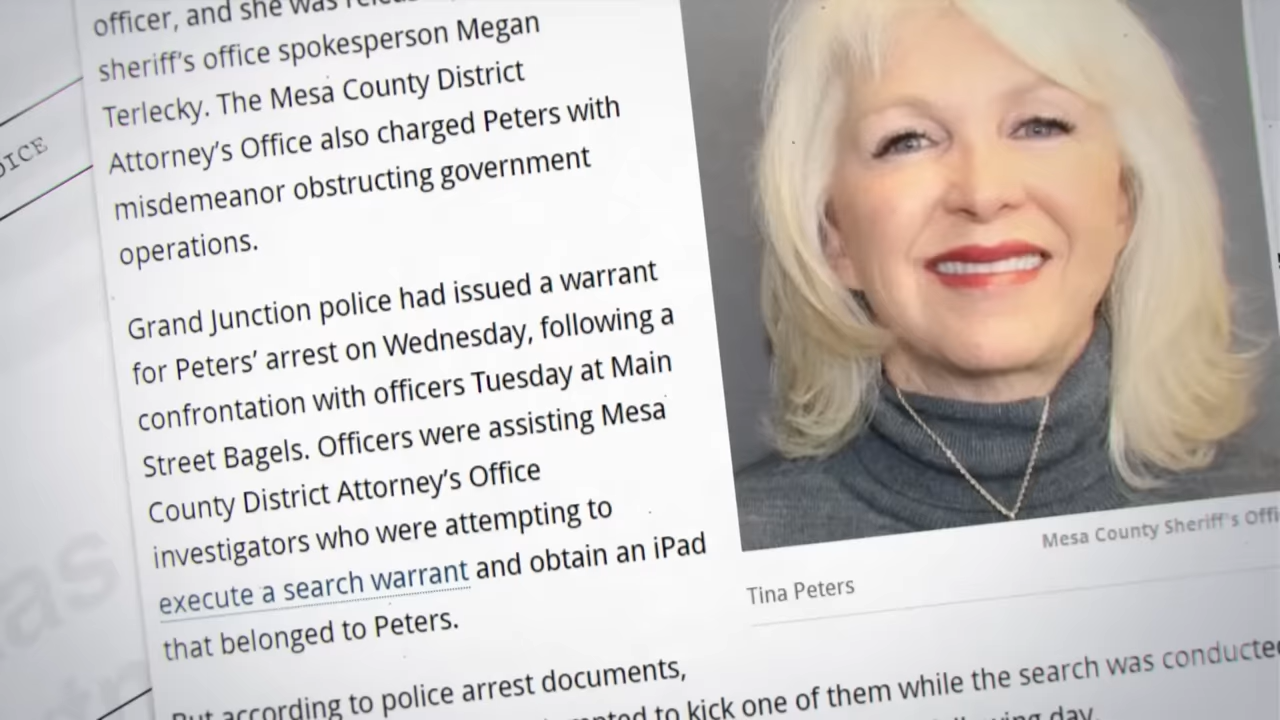 officer, and she was
sheriff's office spokesperson Megan
Terlecky. The Mesa County District
Attorney's Office also charged Peters with
misdemeanor obstructing government
operations.
Grand Junction police had issued a warrant
for Peters' arrest on Wednesday, following a
confrontation with officers Tuesday at Main
Street Bagels. Officers were assisting Mesa
County District Attorney's Office
investigators who were attempting to
execute a search warrant and obtain an iPad
that belonged to Peters.
But according to police arrest documents,
to kick one of them while the search was conducted
day.
Mesa County Sheriff's Offi
Tina Peters
OICE
as